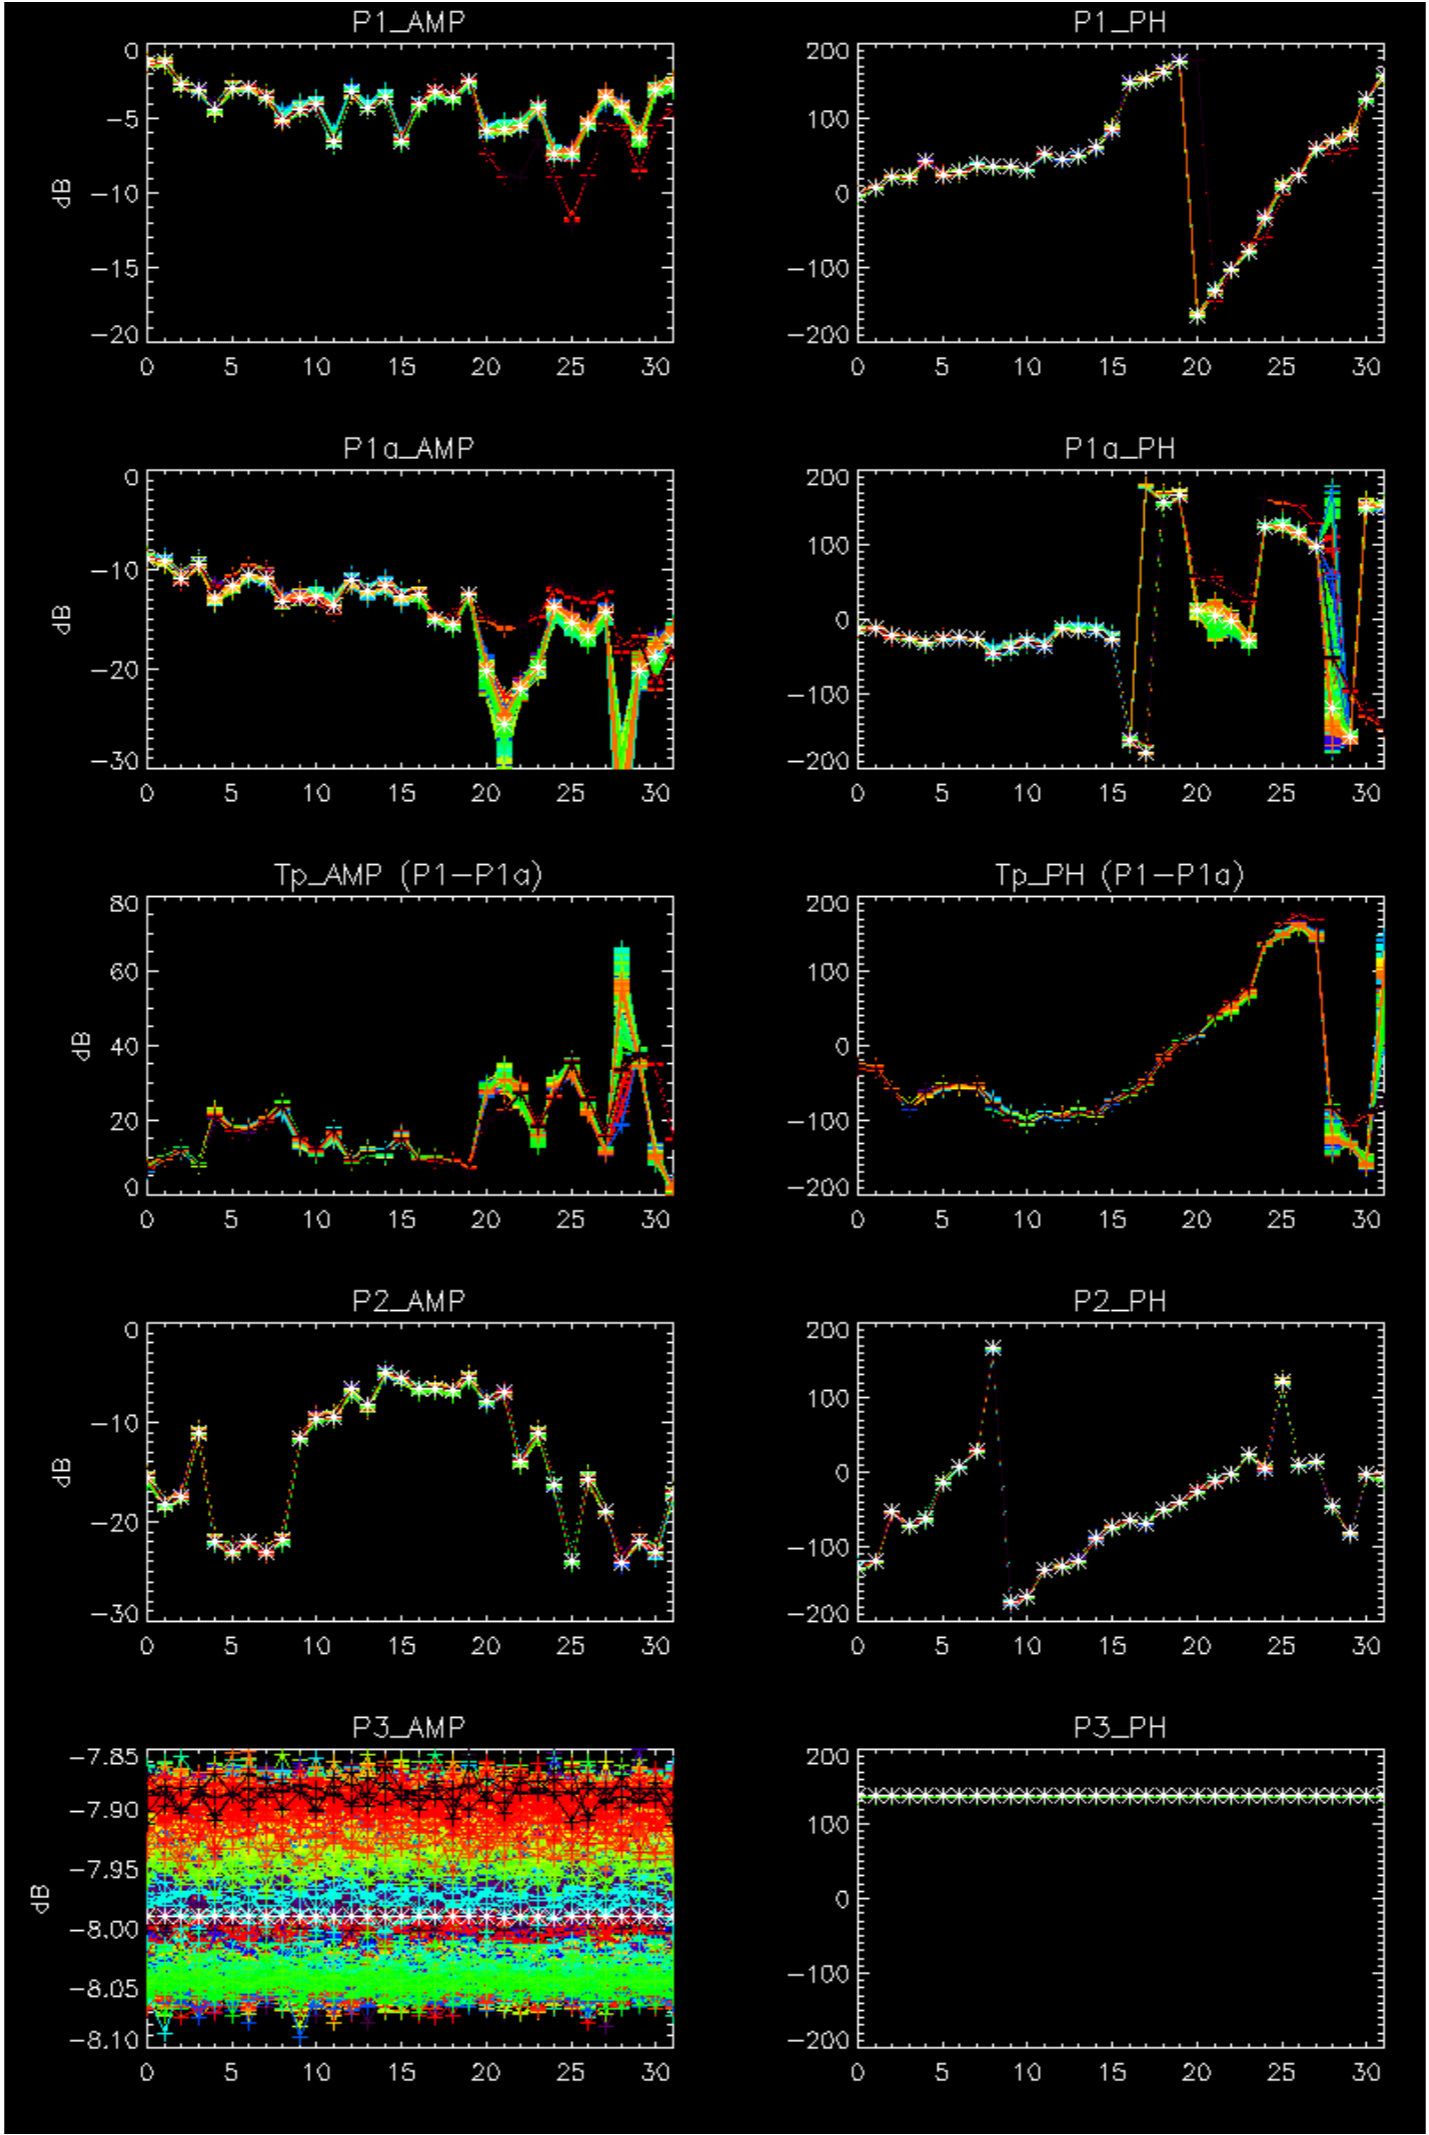 P1_AMP P1_PH
0 200
-5 100
dB -10 0
-15 -100
-20 -200
0 5 10 15 20 25 30 0 5 10 15 20 25 30
P1a_AMP P1a_PH
0 200
-10 100
dB 0
-20 -100
-30 -200
0 5 10 15 20 25 30 0 5 10 15 20 25 30
Tp_AMP (P1-P1a) Tp_PH (P1-P1a)
80 200
60 100
dB 40 0
20 -100
0 -200
0 5 10 15 20 25 30 0 5 10 15 20 25 30
P2_AMP P2_PH
0 200
-10 100
dB 0
-20 -100
-30 -200
0 5 10 15 20 25 30 0 5 10 15 20 25 30
P3_AMP P3_PH
-7.85 200
-7.90 100
-7.95
dB 0
-8.00
-8.05 -100
-8.10 -200
0 5 10 15 20 25 30 0 5 10 15 20 25 30